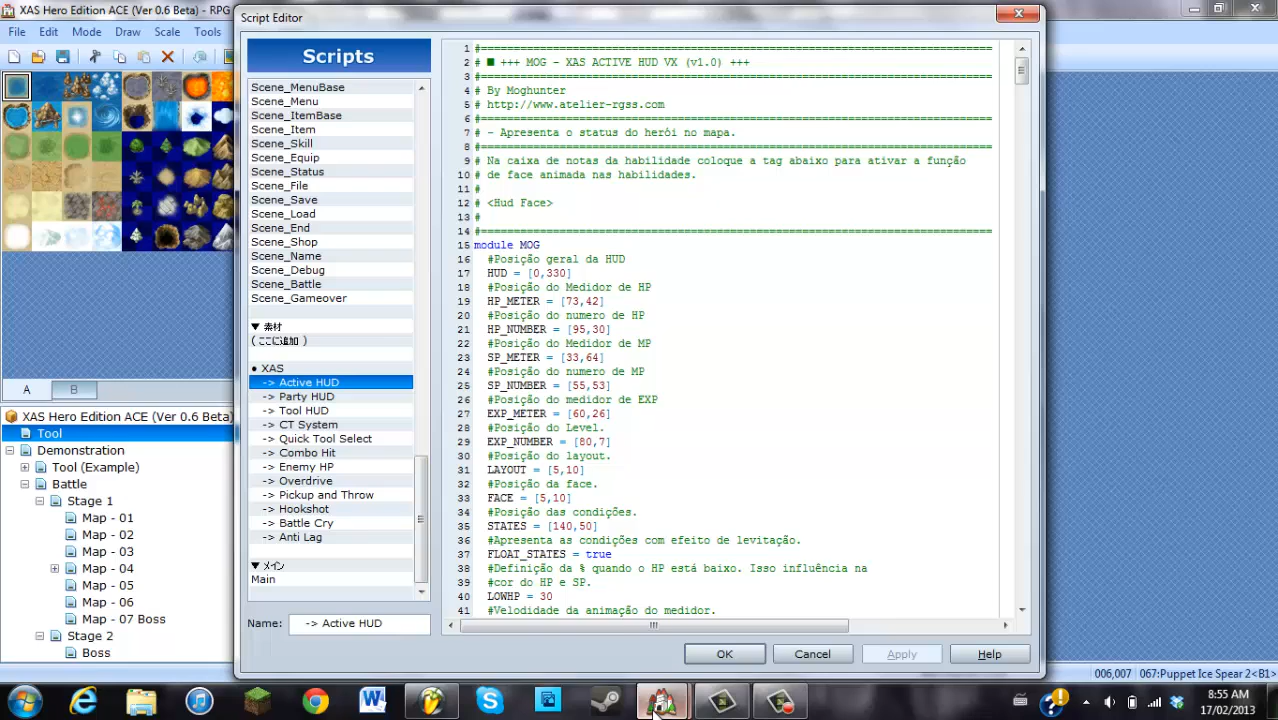 XAS Hero Edition ACE (Ver 0.6 Beta) - RPG
File Edit Mode Draw Scale Tools
A B
XAS Hero Edition ACE (Ver 0.6 Beta)
Tool
Demonstration
Tool (Example)
Battle
Stage 1
Map - 01
Map - 02
Map - 03
Map - 04
Map - 05
Map - 06
Map - 07 Boss
Stage 2
Boss
Script Editor
Scripts
Scene_MenuBase
Scene_Menu
Scene_ItemBase
Scene_Item
Scene_Skill
Scene_Equip
Scene_Status
Scene_File
Scene_Save
Scene_Load
Scene_End
Scene_Shop
Scene_Name
Scene_Debug
Scene_Battle
Scene_Gameover
▼ 素材
( ここに追加 )
● XAS
-> Active HUD
-> Party HUD
-> Tool HUD
-> CT System
-> Quick Tool Select
-> Combo Hit
-> Enemy HP
-> Overdrive
-> Pickup and Throw
-> Hookshot
-> Battle Cry
-> Anti Lag
▼ メイン
Main
Name: -> Active HUD
1 #==============================================================================
2 # ■ +++ MOG - XAS ACTIVE HUD VX (v1.0) +++
3 #==============================================================================
4 # By Moghunter
5 # http://www.atelier-rgss.com
6 #==============================================================================
7 # - Apresenta o status do herói no mapa.
8 #==============================================================================
9 # Na caixa de notas da habilidade coloque a tag abaixo para ativar a função
10 # de face animada nas habilidades.
11 #
12 # <Hud Face>
13 #
14 #==============================================================================
15 module MOG
16 #Posição geral da HUD
17 HUD = [0,330]
18 #Posição do Medidor de HP
19 HP_METER = [73,42]
20 #Posição do numero de HP
21 HP_NUMBER = [95,30]
22 #Posição do Medidor de MP
23 SP_METER = [33,64]
24 #Posição do numero de MP
25 SP_NUMBER = [55,53]
26 #Posição do medidor de EXP
27 EXP_METER = [60,26]
28 #Posição do Level.
29 EXP_NUMBER = [80,7]
30 #Posição do layout.
31 LAYOUT = [5,10]
32 #Posição da face.
33 FACE = [5,10]
34 #Posição das condições.
35 STATES = [140,50]
36 #Apresenta as condições com efeito de levitação.
37 FLOAT_STATES = true
38 #Definição da % quando o HP está baixo. Isso influência na
39 #cor do HP e SP.
40 LOWHP = 30
41 #Velodidade da animação do medidor.
OK Cancel Apply Help
006,007 067:Puppet Ice Spear 2<B1>
8:55 AM
17/02/2013